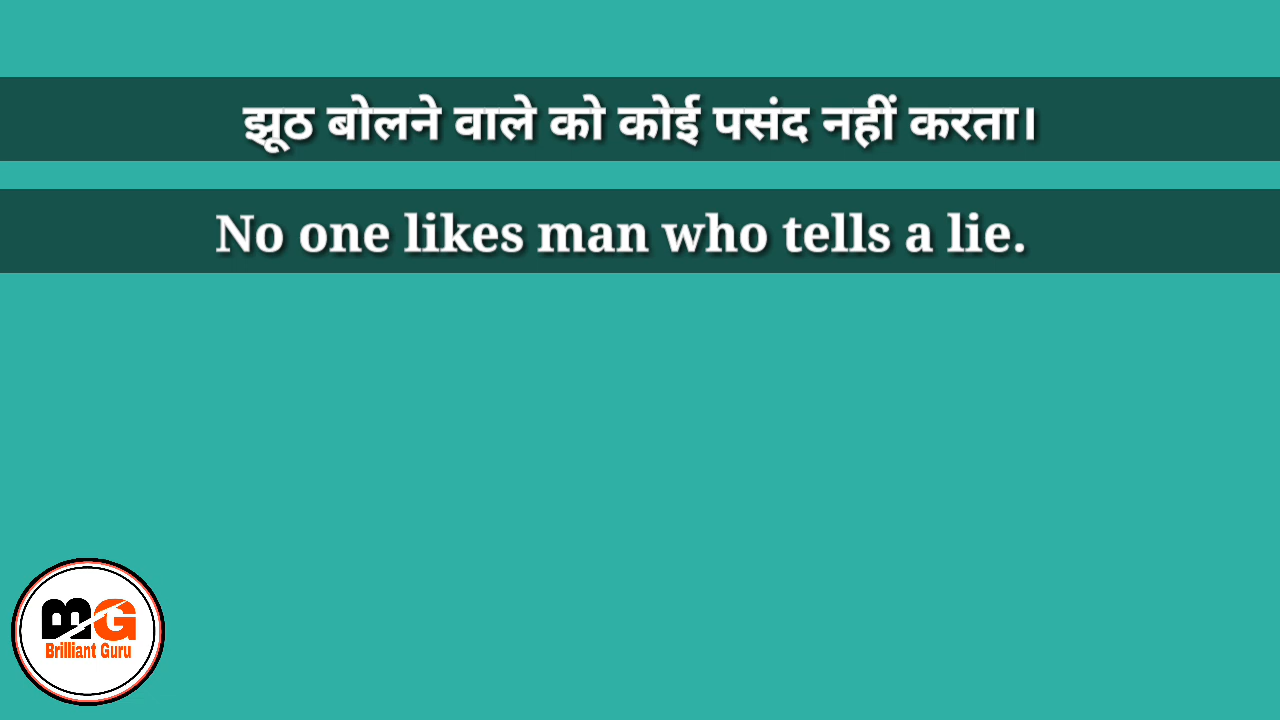 झूठ बोलने वाले को कोई पसंद नहीं करता।
No one likes man who tells a lie.
BG
Brilliant Guru